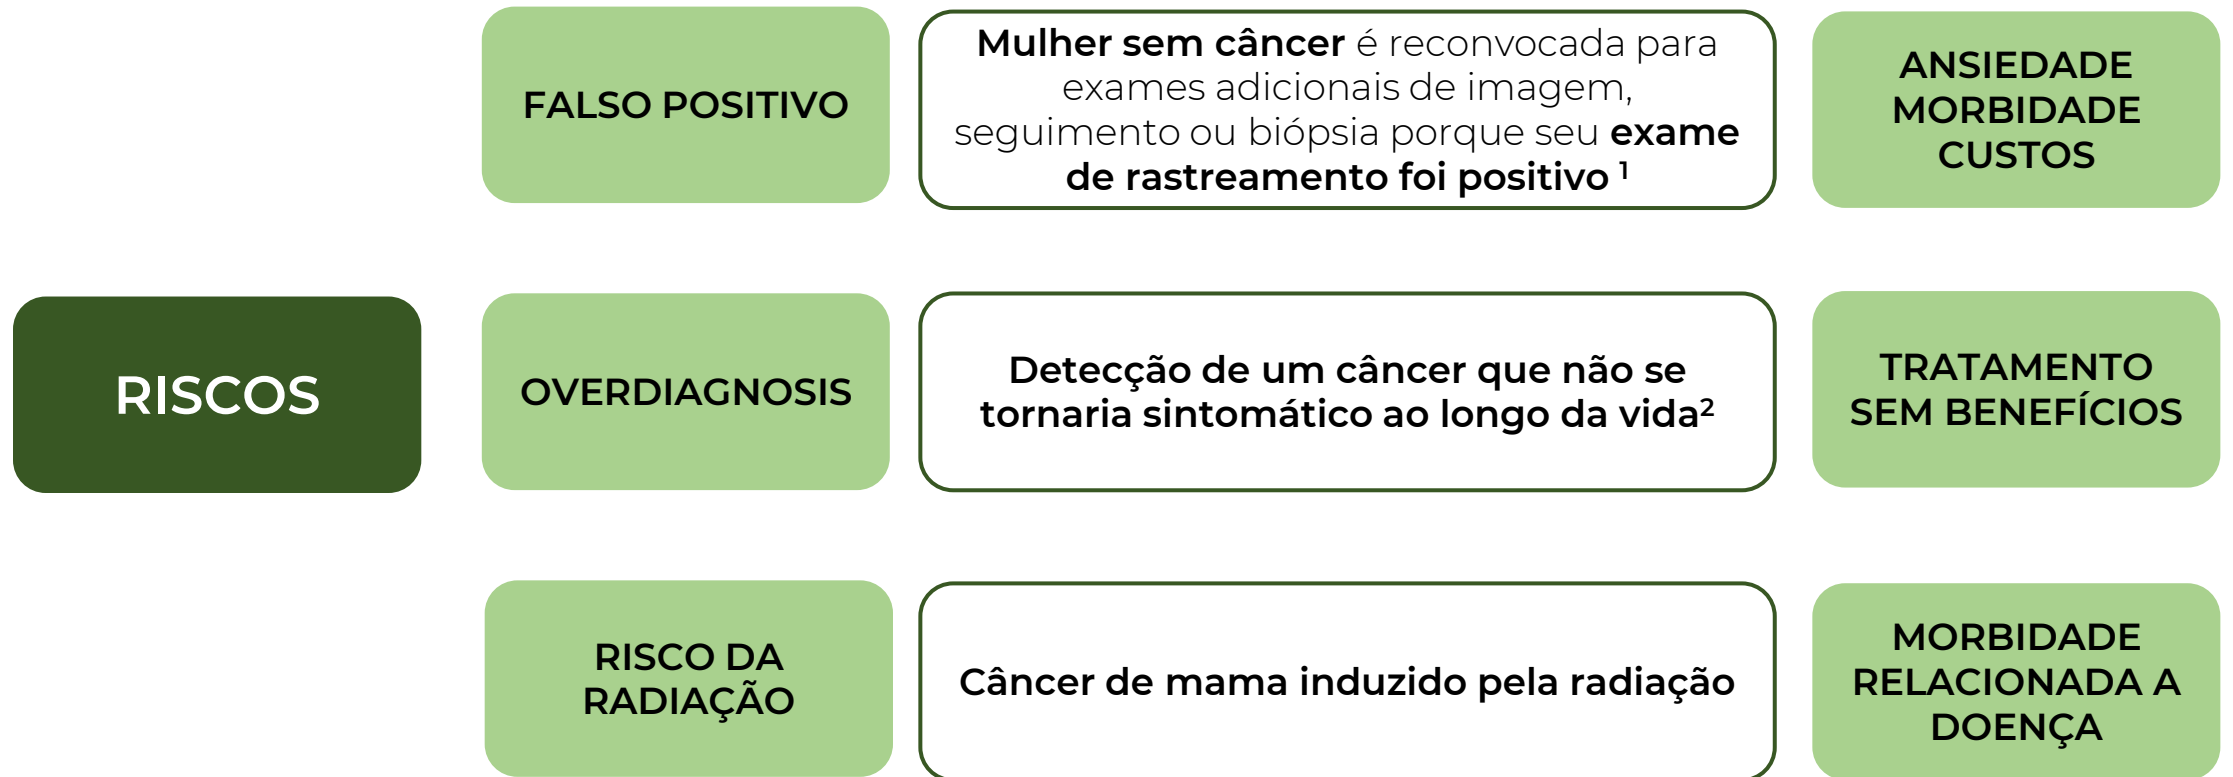 FALSO POSITIVO
Mulher sem câncer é reconvocada para
exames adicionais de imagem,
seguimento ou biópsia porque seu exame
de rastreamento foi positivo ¹
ANSIEDADE
MORBIDADE
CUSTOS
RISCOS
OVERDIAGNOSIS
Detecção de um câncer que não se
tornaria sintomático ao longo da vida²
TRATAMENTO
SEM BENEFÍCIOS
RISCO DA
RADIAÇÃO
Câncer de mama induzido pela radiação
MORBIDADE
RELACIONADA A
DOENÇA